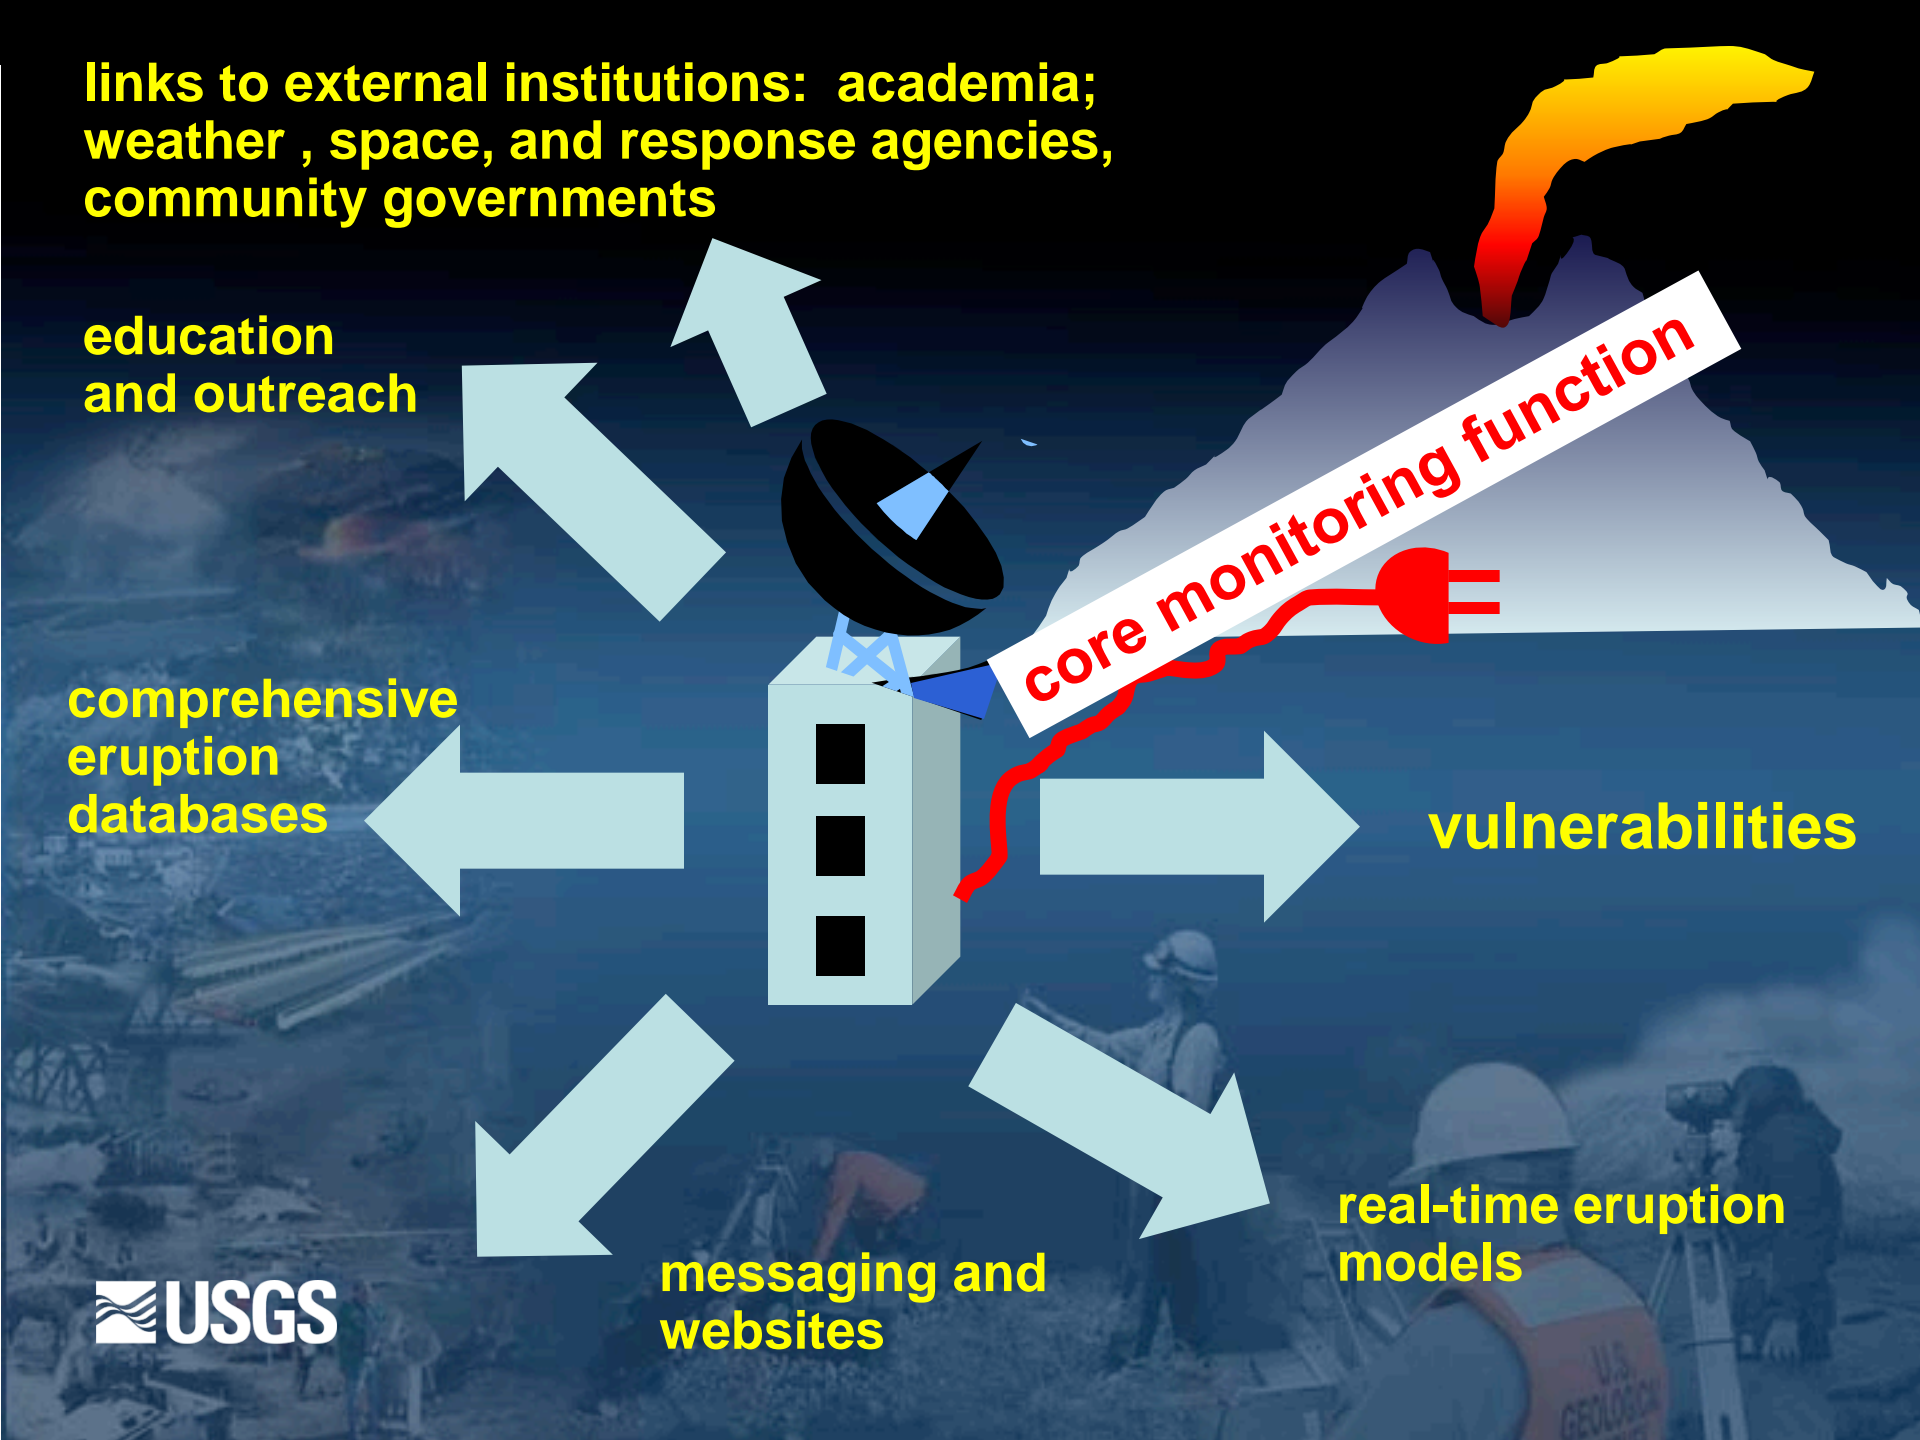 links to external institutions:  academia;
weather , space, and response agencies,
community governments
education
and outreach
core monitoring function
comprehensive
eruption
databases
vulnerabilities
real-time eruption
models
messaging and
websites
USGS
U.S.
GEOLOGICAL